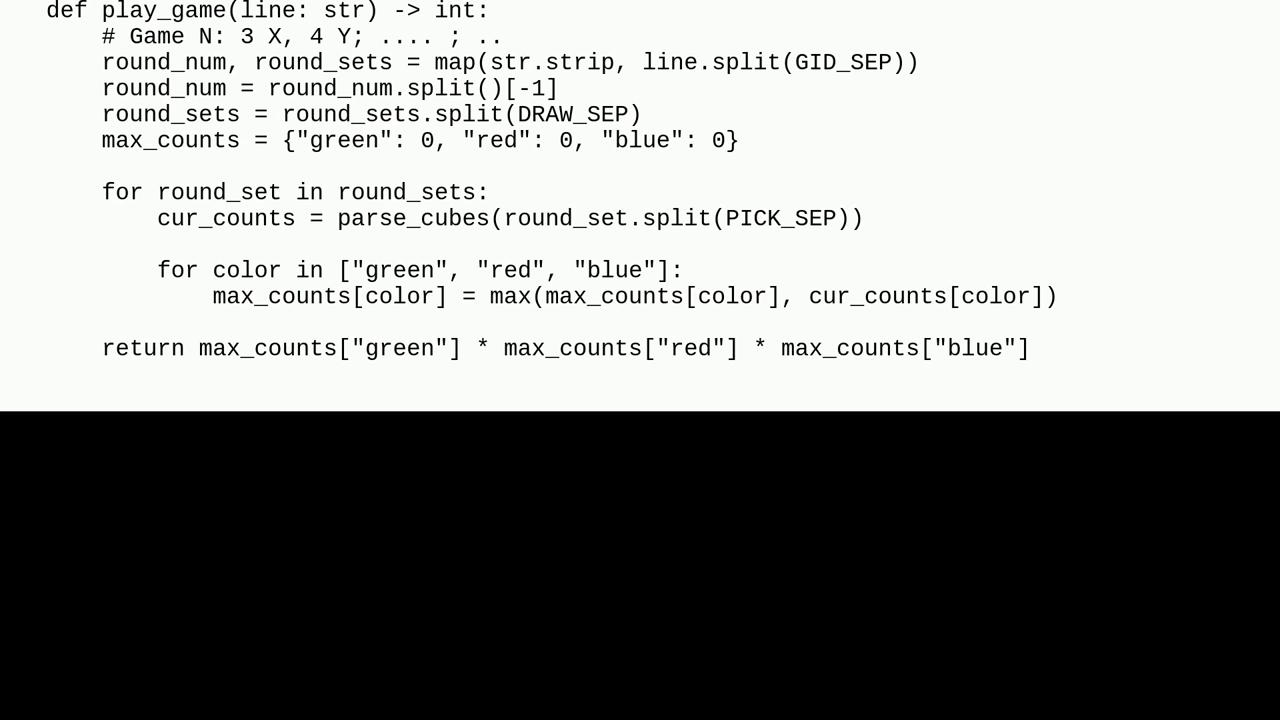 def play_game(line: str) -> int:
    # Game N: 3 X, 4 Y; .... ; ..
    round_num, round_sets = map(str.strip, line.split(GID_SEP))
    round_num = round_num.split()[-1]
    round_sets = round_sets.split(DRAW_SEP)
    max_counts = {"green": 0, "red": 0, "blue": 0}

    for round_set in round_sets:
        cur_counts = parse_cubes(round_set.split(PICK_SEP))

        for color in ["green", "red", "blue"]:
            max_counts[color] = max(max_counts[color], cur_counts[color])

    return max_counts["green"] * max_counts["red"] * max_counts["blue"]